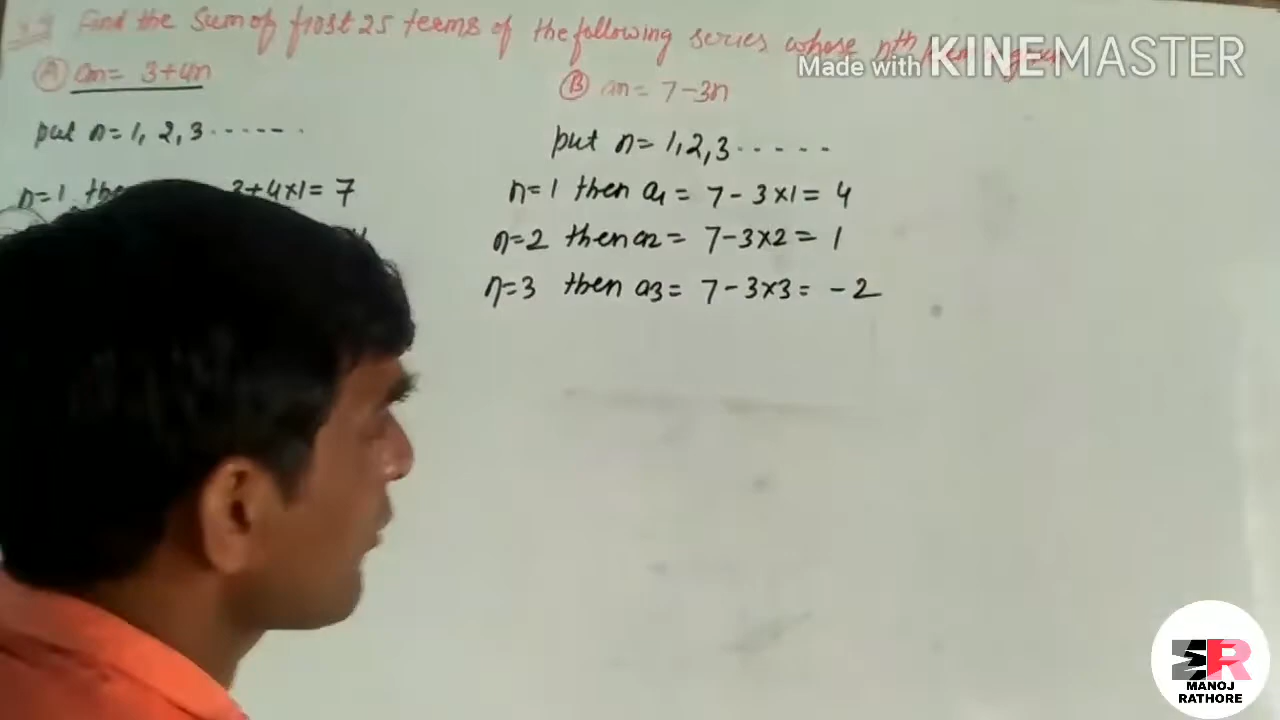 Find the sum of first 25 terms of the following series whose nth
Made with KINEMASTER
(A) an = 3+4n
put n = 1, 2, 3 ......
n=1 3+4×1 = 7
(B) an = 7-3n
put n = 1,2,3 .....
n=1 then a1 = 7-3×1 = 4
n=2 then a2 = 7-3×2 = 1
n=3 then a3 = 7-3×3 = -2
3R
MANOJ
RATHORE